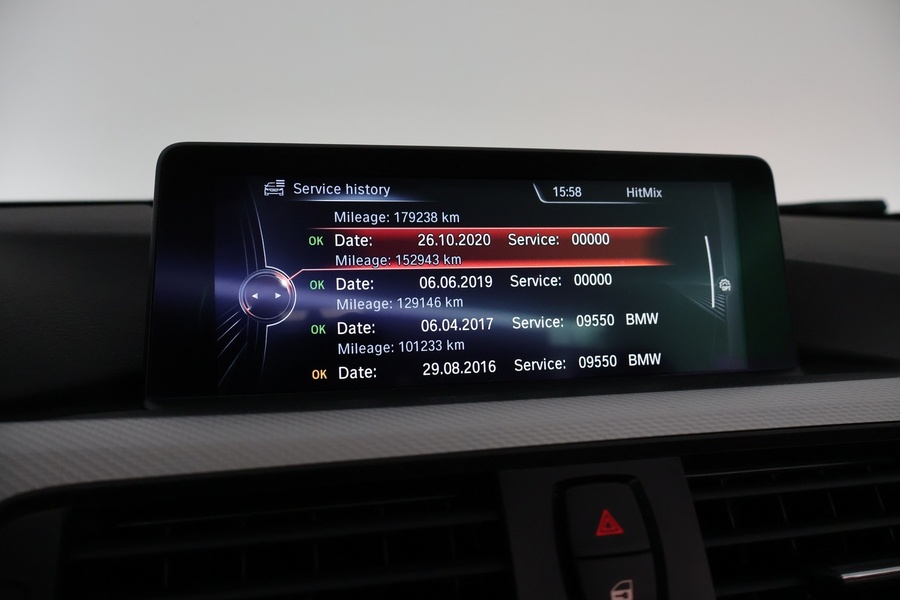 Service history 15:58 HitMix
Mileage: 179238 km
OK Date: 26.10.2020 Service: 00000
Mileage: 152943 km
OK Date: 06.06.2019 Service: 00000
Mileage: 129146 km
OK Date: 06.04.2017 Service: 09550 BMW
Mileage: 101233 km
OK Date: 29.08.2016 Service: 09550 BMW